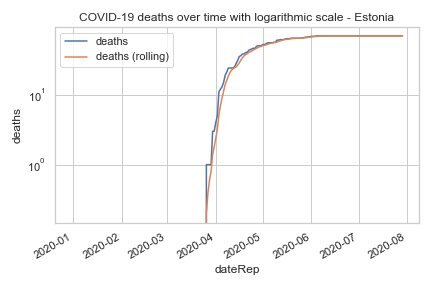 COVID-19 deaths over time with logarithmic scale - Estonia
deaths
deaths (rolling)
10¹
10⁰
deaths
2020-01
2020-02
2020-03
2020-04
2020-05
2020-06
2020-07
2020-08
dateRep